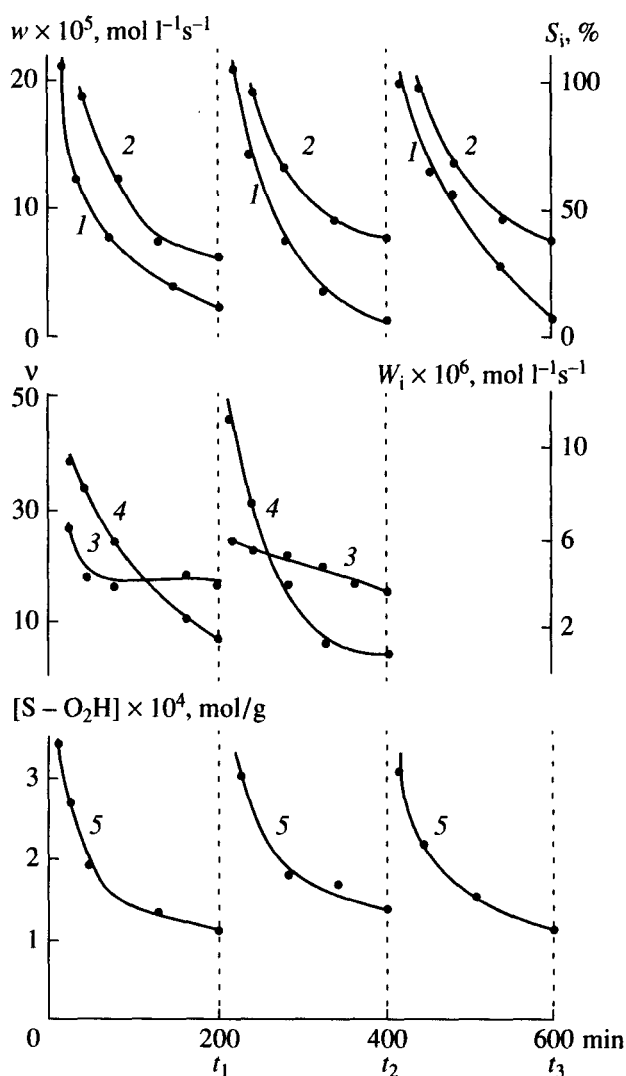 w × 10⁵, mol l⁻¹s⁻¹ Sᵢ, %
20 100
2 2 2
1 1 1
10 50
0 0
ν Wᵢ × 10⁶, mol l⁻¹s⁻¹
50
10
30 4 4
3 3 6
10 2
[S – O₂H] × 10⁴, mol/g
3
5 5 5
2
1
0 200 400 600 min
t₁ t₂ t₃